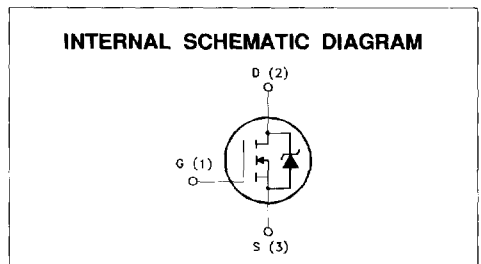 INTERNAL SCHEMATIC DIAGRAM
D (2)
G (1)
S (3)